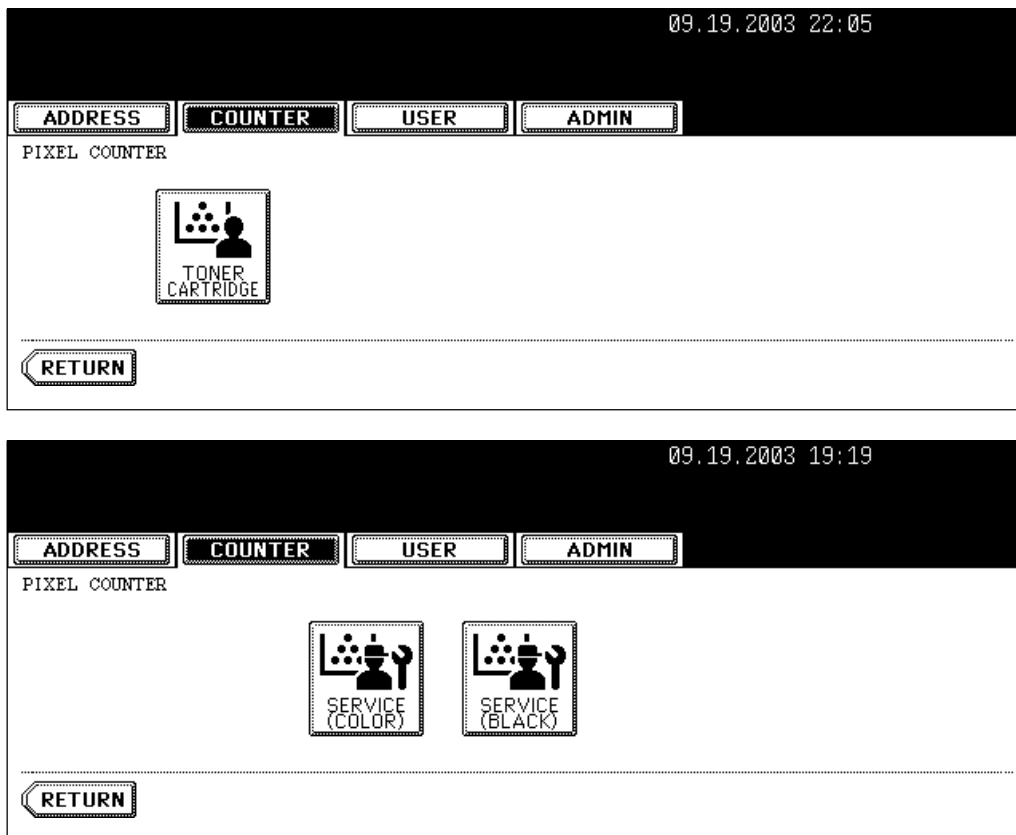 09.19.2003 22:05
ADDRESS COUNTER USER ADMIN
PIXEL COUNTER
TONER
CARTRIDGE
RETURN
09.19.2003 19:19
ADDRESS COUNTER USER ADMIN
PIXEL COUNTER
SERVICE SERVICE
(COLOR) (BLACK)
RETURN